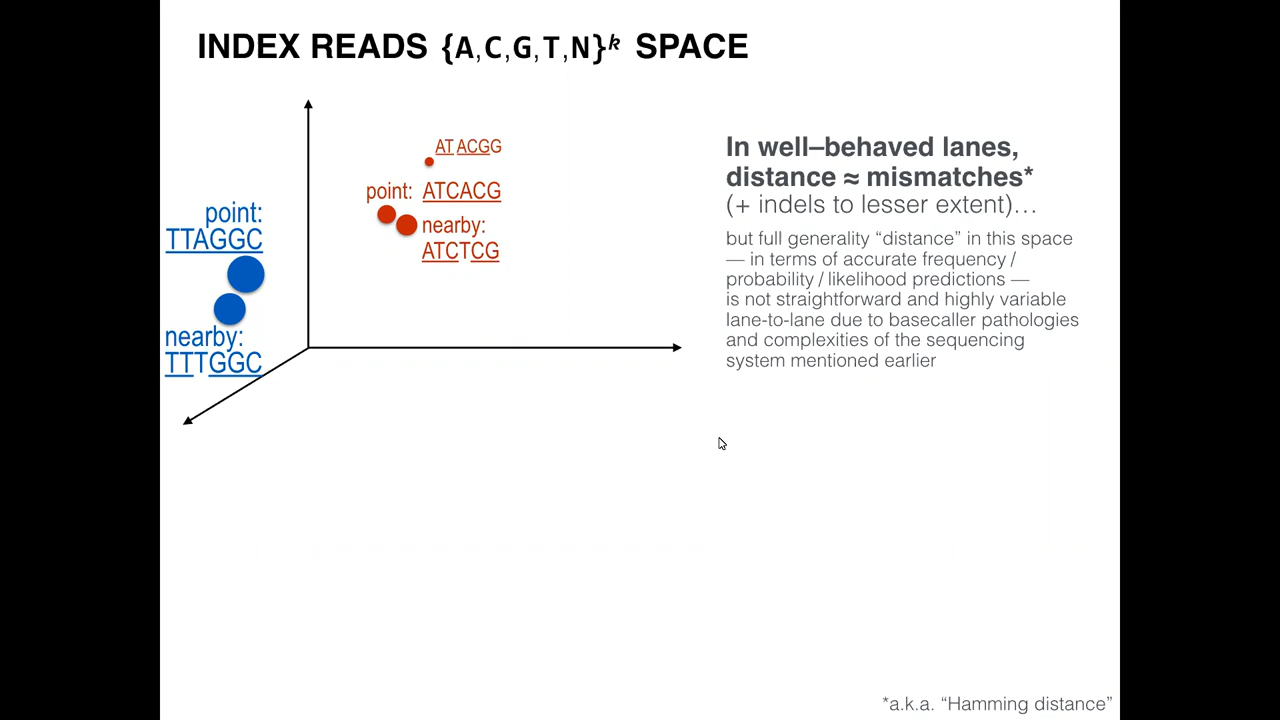 INDEX READS {A,C,G,T,N}ᵏ SPACE
AT ACGG
point: ATCACG
nearby:
ATCTCG
point:
TTAGGC
nearby:
TTTGGC
In well–behaved lanes,
distance ≈ mismatches*
(+ indels to lesser extent)…
but full generality “distance” in this space
— in terms of accurate frequency /
probability / likelihood predictions —
is not straightforward and highly variable
lane-to-lane due to basecaller pathologies
and complexities of the sequencing
system mentioned earlier
*a.k.a. “Hamming distance”